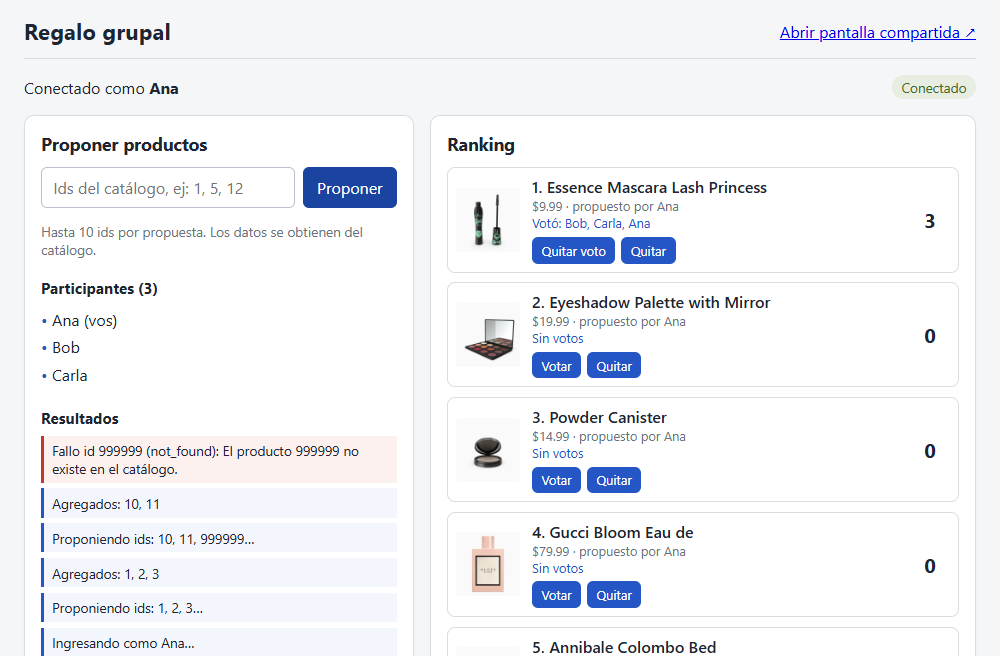 Regalo grupal
Abrir pantalla compartida ↗
Conectado como Ana
Conectado
Proponer productos
Ids del catálogo, ej: 1, 5, 12
Proponer
Hasta 10 ids por propuesta. Los datos se obtienen del
catálogo.
Participantes (3)
• Ana (vos)
• Bob
• Carla
Resultados
Fallo id 999999 (not_found): El producto 999999 no
existe en el catálogo.
Agregados: 10, 11
Proponiendo ids: 10, 11, 999999...
Agregados: 1, 2, 3
Proponiendo ids: 1, 2, 3...
Ingresando como Ana...
Ranking
1. Essence Mascara Lash Princess
$9.99 · propuesto por Ana
Votó: Bob, Carla, Ana
Quitar voto
Quitar
3
2. Eyeshadow Palette with Mirror
$19.99 · propuesto por Ana
Sin votos
Votar
Quitar
0
3. Powder Canister
$14.99 · propuesto por Ana
Sin votos
Votar
Quitar
0
4. Gucci Bloom Eau de
$79.99 · propuesto por Ana
Sin votos
Votar
Quitar
0
5. Annibale Colombo Bed